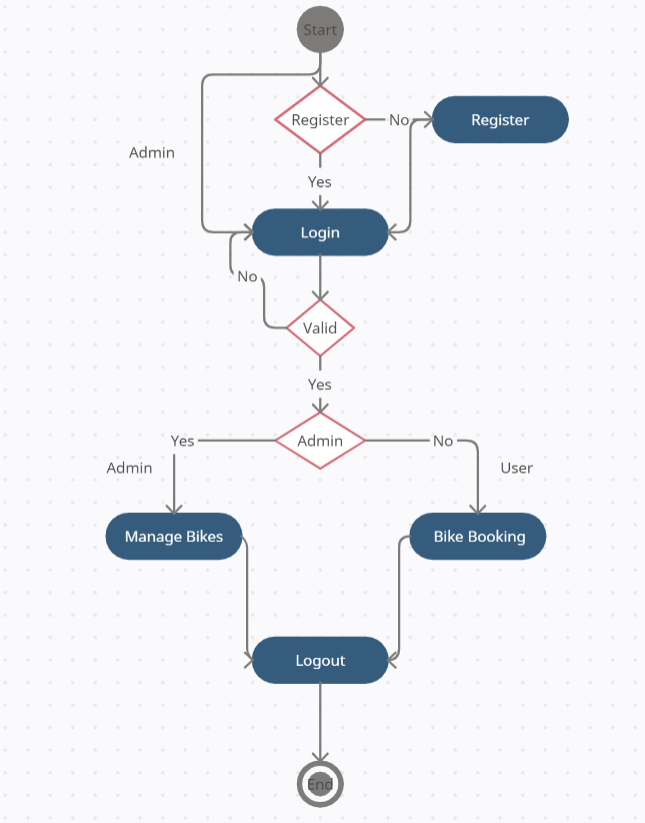 Start
Register
No
Register
Admin
Yes
Login
No
Valid
Yes
Yes
Admin
No
Admin
User
Manage Bikes
Bike Booking
Logout
End